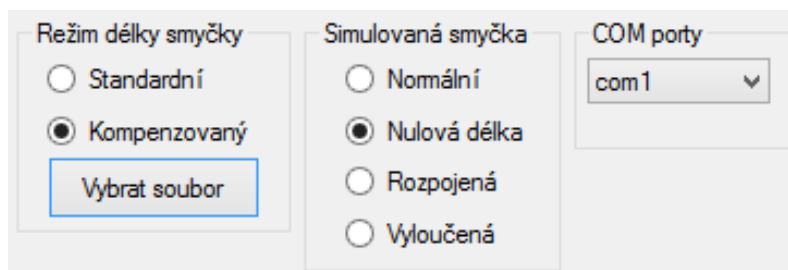 Režim délky smyčky
Standardní
Kompenzovaný
Vybrat soubor
Simulovaná smyčka
Normální
Nulová délka
Rozpojená
Vyloučená
COM porty
com1